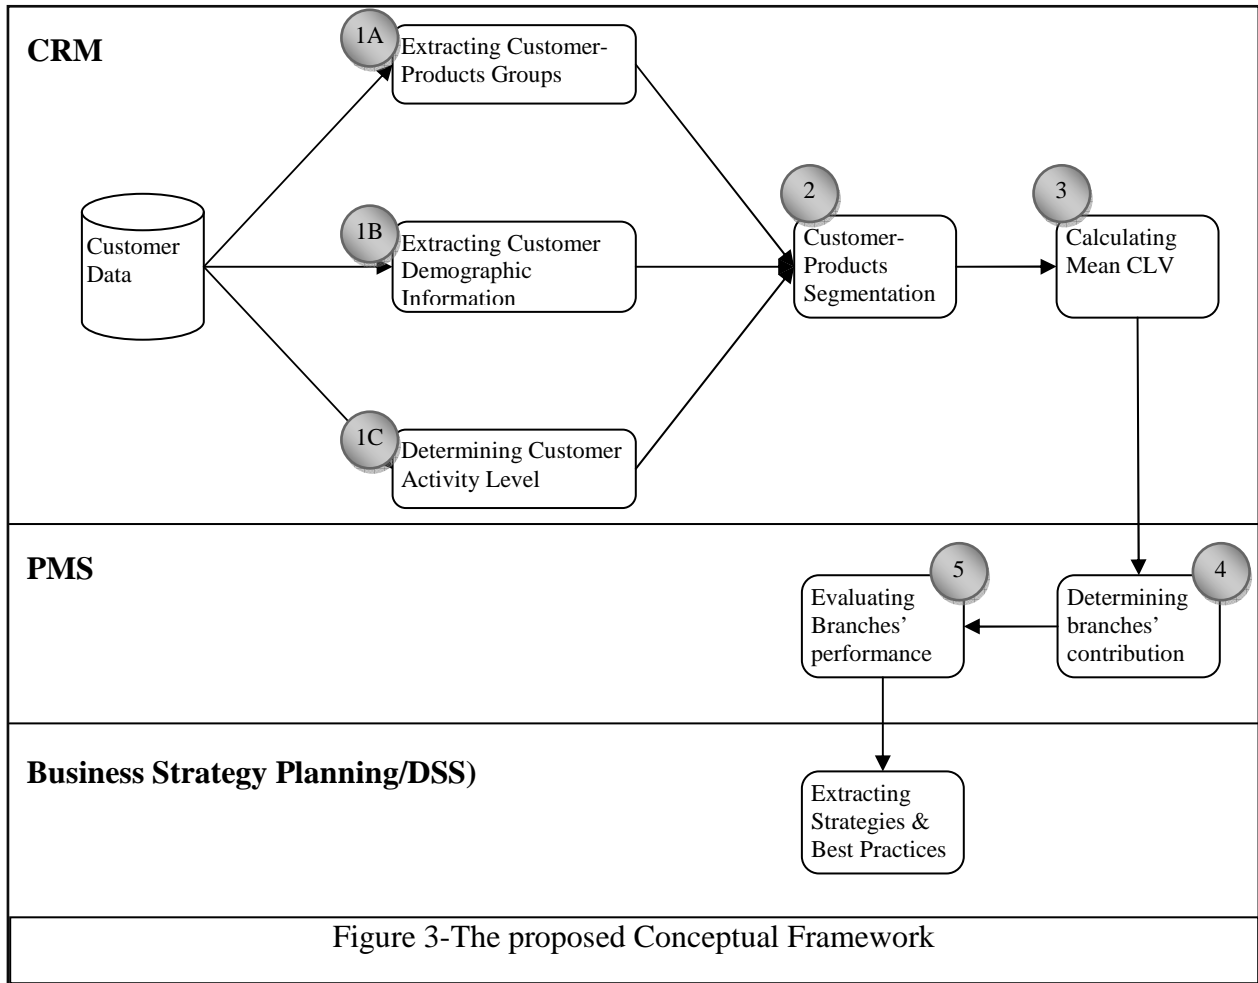 CRM
1A
Extracting Customer-
Products Groups
Customer
Data
1B
Extracting Customer
Demographic
Information
1C
Determining Customer
Activity Level
2
Customer-
Products
Segmentation
3
Calculating
Mean CLV
PMS
5
Evaluating
Branches’
performance
4
Determining
branches’
contribution
Business Strategy Planning/DSS)
Extracting
Strategies &
Best Practices
Figure 3-The proposed Conceptual Framework